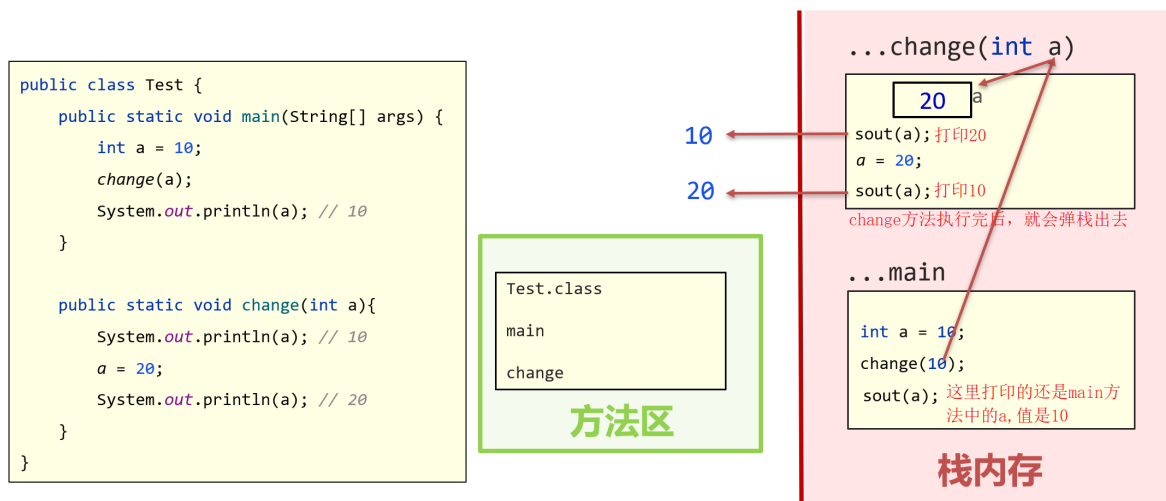 public class Test {
public static void main(String[] args) {
int a = 10;
change(a);
System.out.println(a); // 10
}
public static void change(int a){
System.out.println(a); // 10
a = 20;
System.out.println(a); // 20
}
}
Test.class
main
change
方法区
10
20
...change(int a)
20 a
sout(a); 打印20
a = 20;
sout(a); 打印10
change方法执行完后，就会弹栈出去
...main
int a = 10;
change(10);
sout(a); 这里打印的还是main方
法中的a,值是10
栈内存